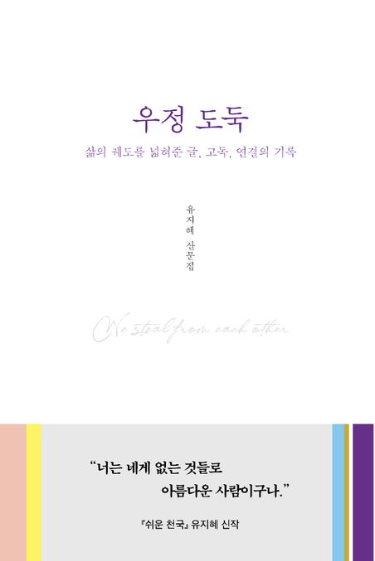 우정 도둑
삶의 궤도를 넓혀준 글, 고독, 연결의 기록
유지혜 산문집
We steal from each other
“너는 네게 없는 것들로
아름다운 사람이구나.”
『쉬운 천국』 유지혜 신작